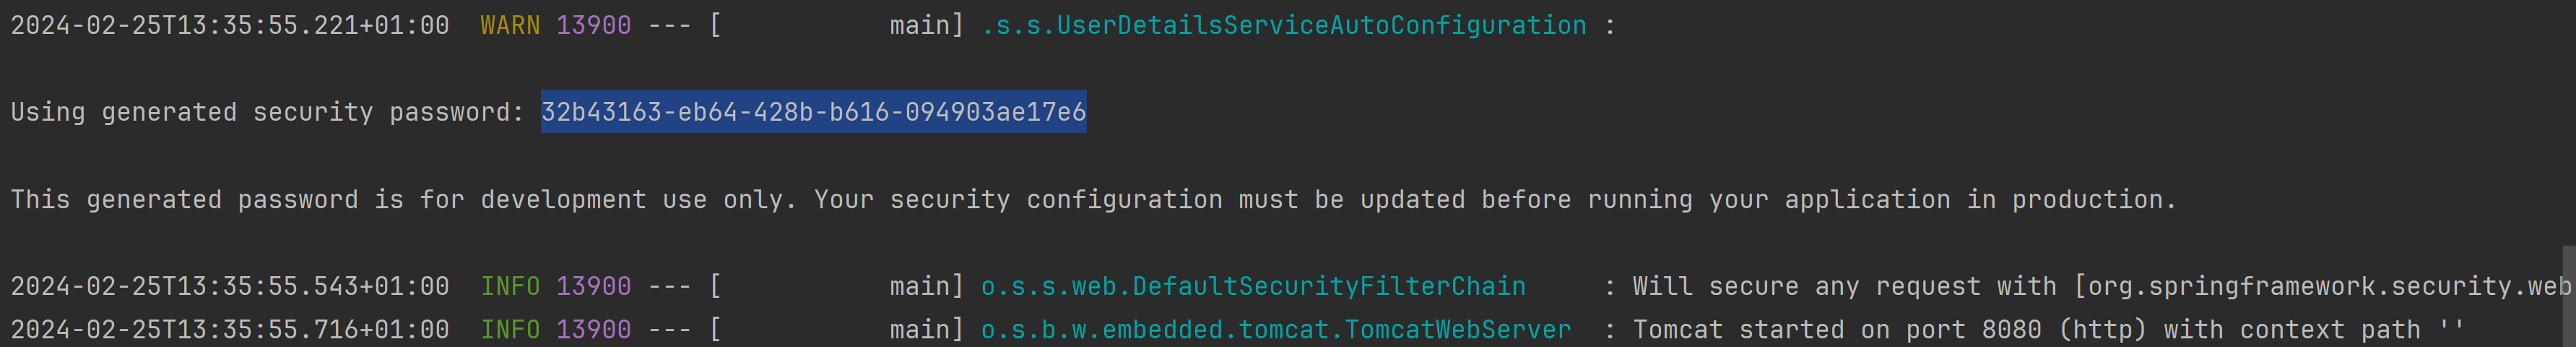 2024-02-25T13:35:55.221+01:00  WARN 13900 --- [           main] .s.s.UserDetailsServiceAutoConfiguration :
Using generated security password: 32b43163-eb64-428b-b616-094903ae17e6
This generated password is for development use only. Your security configuration must be updated before running your application in production.
2024-02-25T13:35:55.543+01:00  INFO 13900 --- [           main] o.s.s.web.DefaultSecurityFilterChain     : Will secure any request with [org.springframework.security.web
2024-02-25T13:35:55.716+01:00  INFO 13900 --- [           main] o.s.b.w.embedded.tomcat.TomcatWebServer  : Tomcat started on port 8080 (http) with context path ''